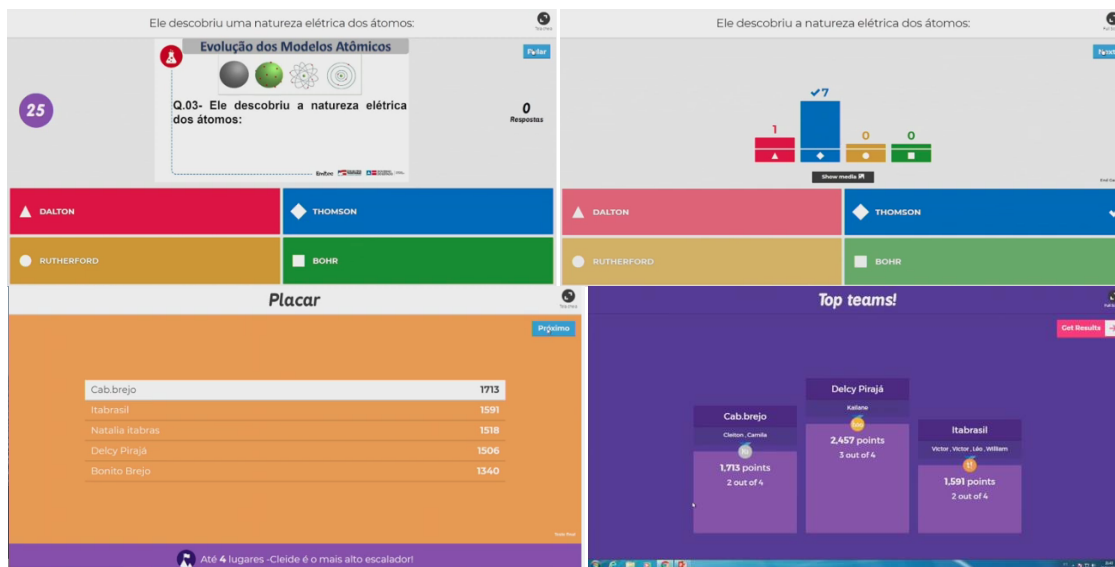 Ele descobriu uma natureza elétrica dos átomos:
Evolução dos Modelos Atômicos
25
Q.03- Ele descobriu a natureza elétrica
dos átomos:
0
Respostas
DALTON
THOMSON
RUTHERFORD
BOHR
Ele descobriu a natureza elétrica dos átomos:
1
7
0
0
Show media
DALTON
THOMSON
RUTHERFORD
BOHR
Placar
Próximo
Cab.brejo 1713
Itabrasil 1591
Natalia itabras 1518
Delcy Pirajá 1506
Bonito Brejo 1340
Até 4 lugares -Cleide é o mais alto escalador!
Top teams!
Get Results
Delcy Pirajá
Kailane
2,457 points
3 out of 4
Cab.brejo
Cleiton , Camila
1,713 points
2 out of 4
Itabrasil
Victor , Victor , Léo , William
1,591 points
2 out of 4